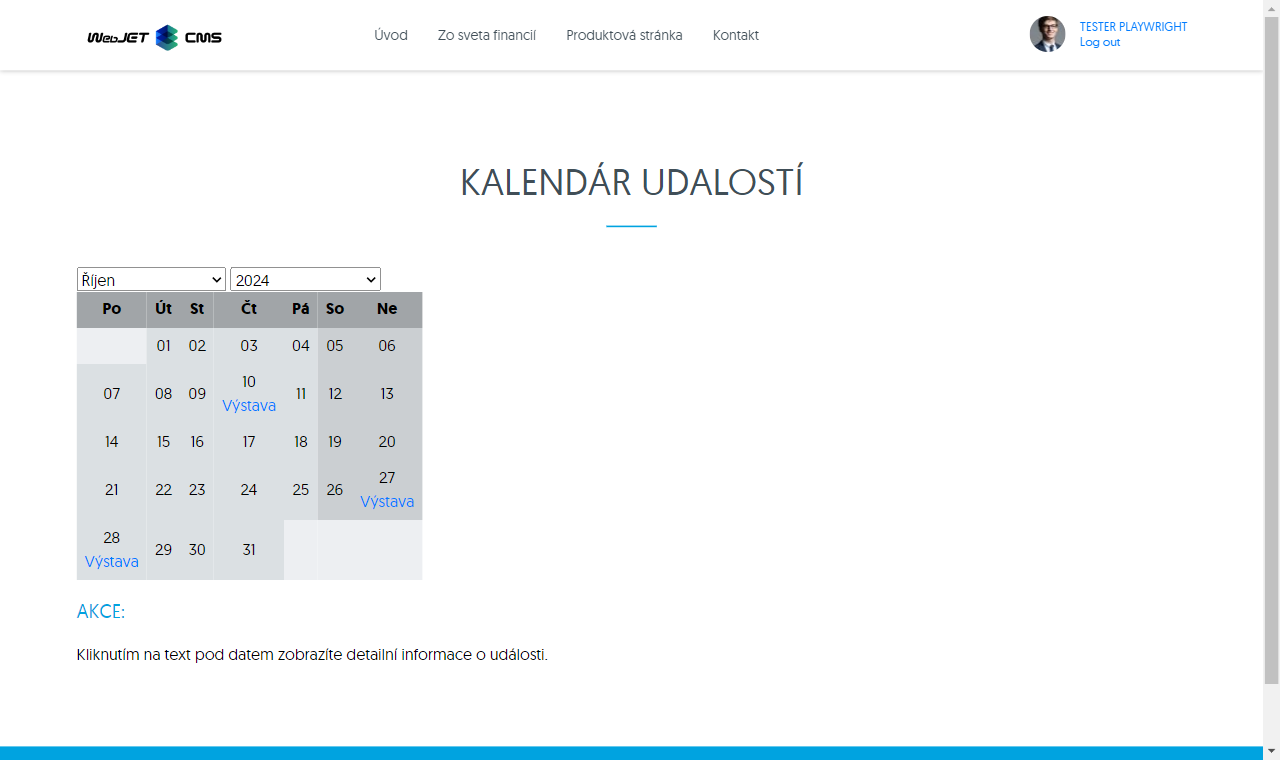 WebJET CMS
Úvod Zo sveta financií Produktová stránka Kontakt
TESTER PLAYWRIGHT
Log out
KALENDÁR UDALOSTÍ
Říjen 2024
Po Út St Čt Pá So Ne
01 02 03 04 05 06
07 08 09 10 Výstava 11 12 13
14 15 16 17 18 19 20
21 22 23 24 25 26 27 Výstava
28 Výstava 29 30 31
AKCE:
Kliknutím na text pod datem zobrazíte detailní informace o události.